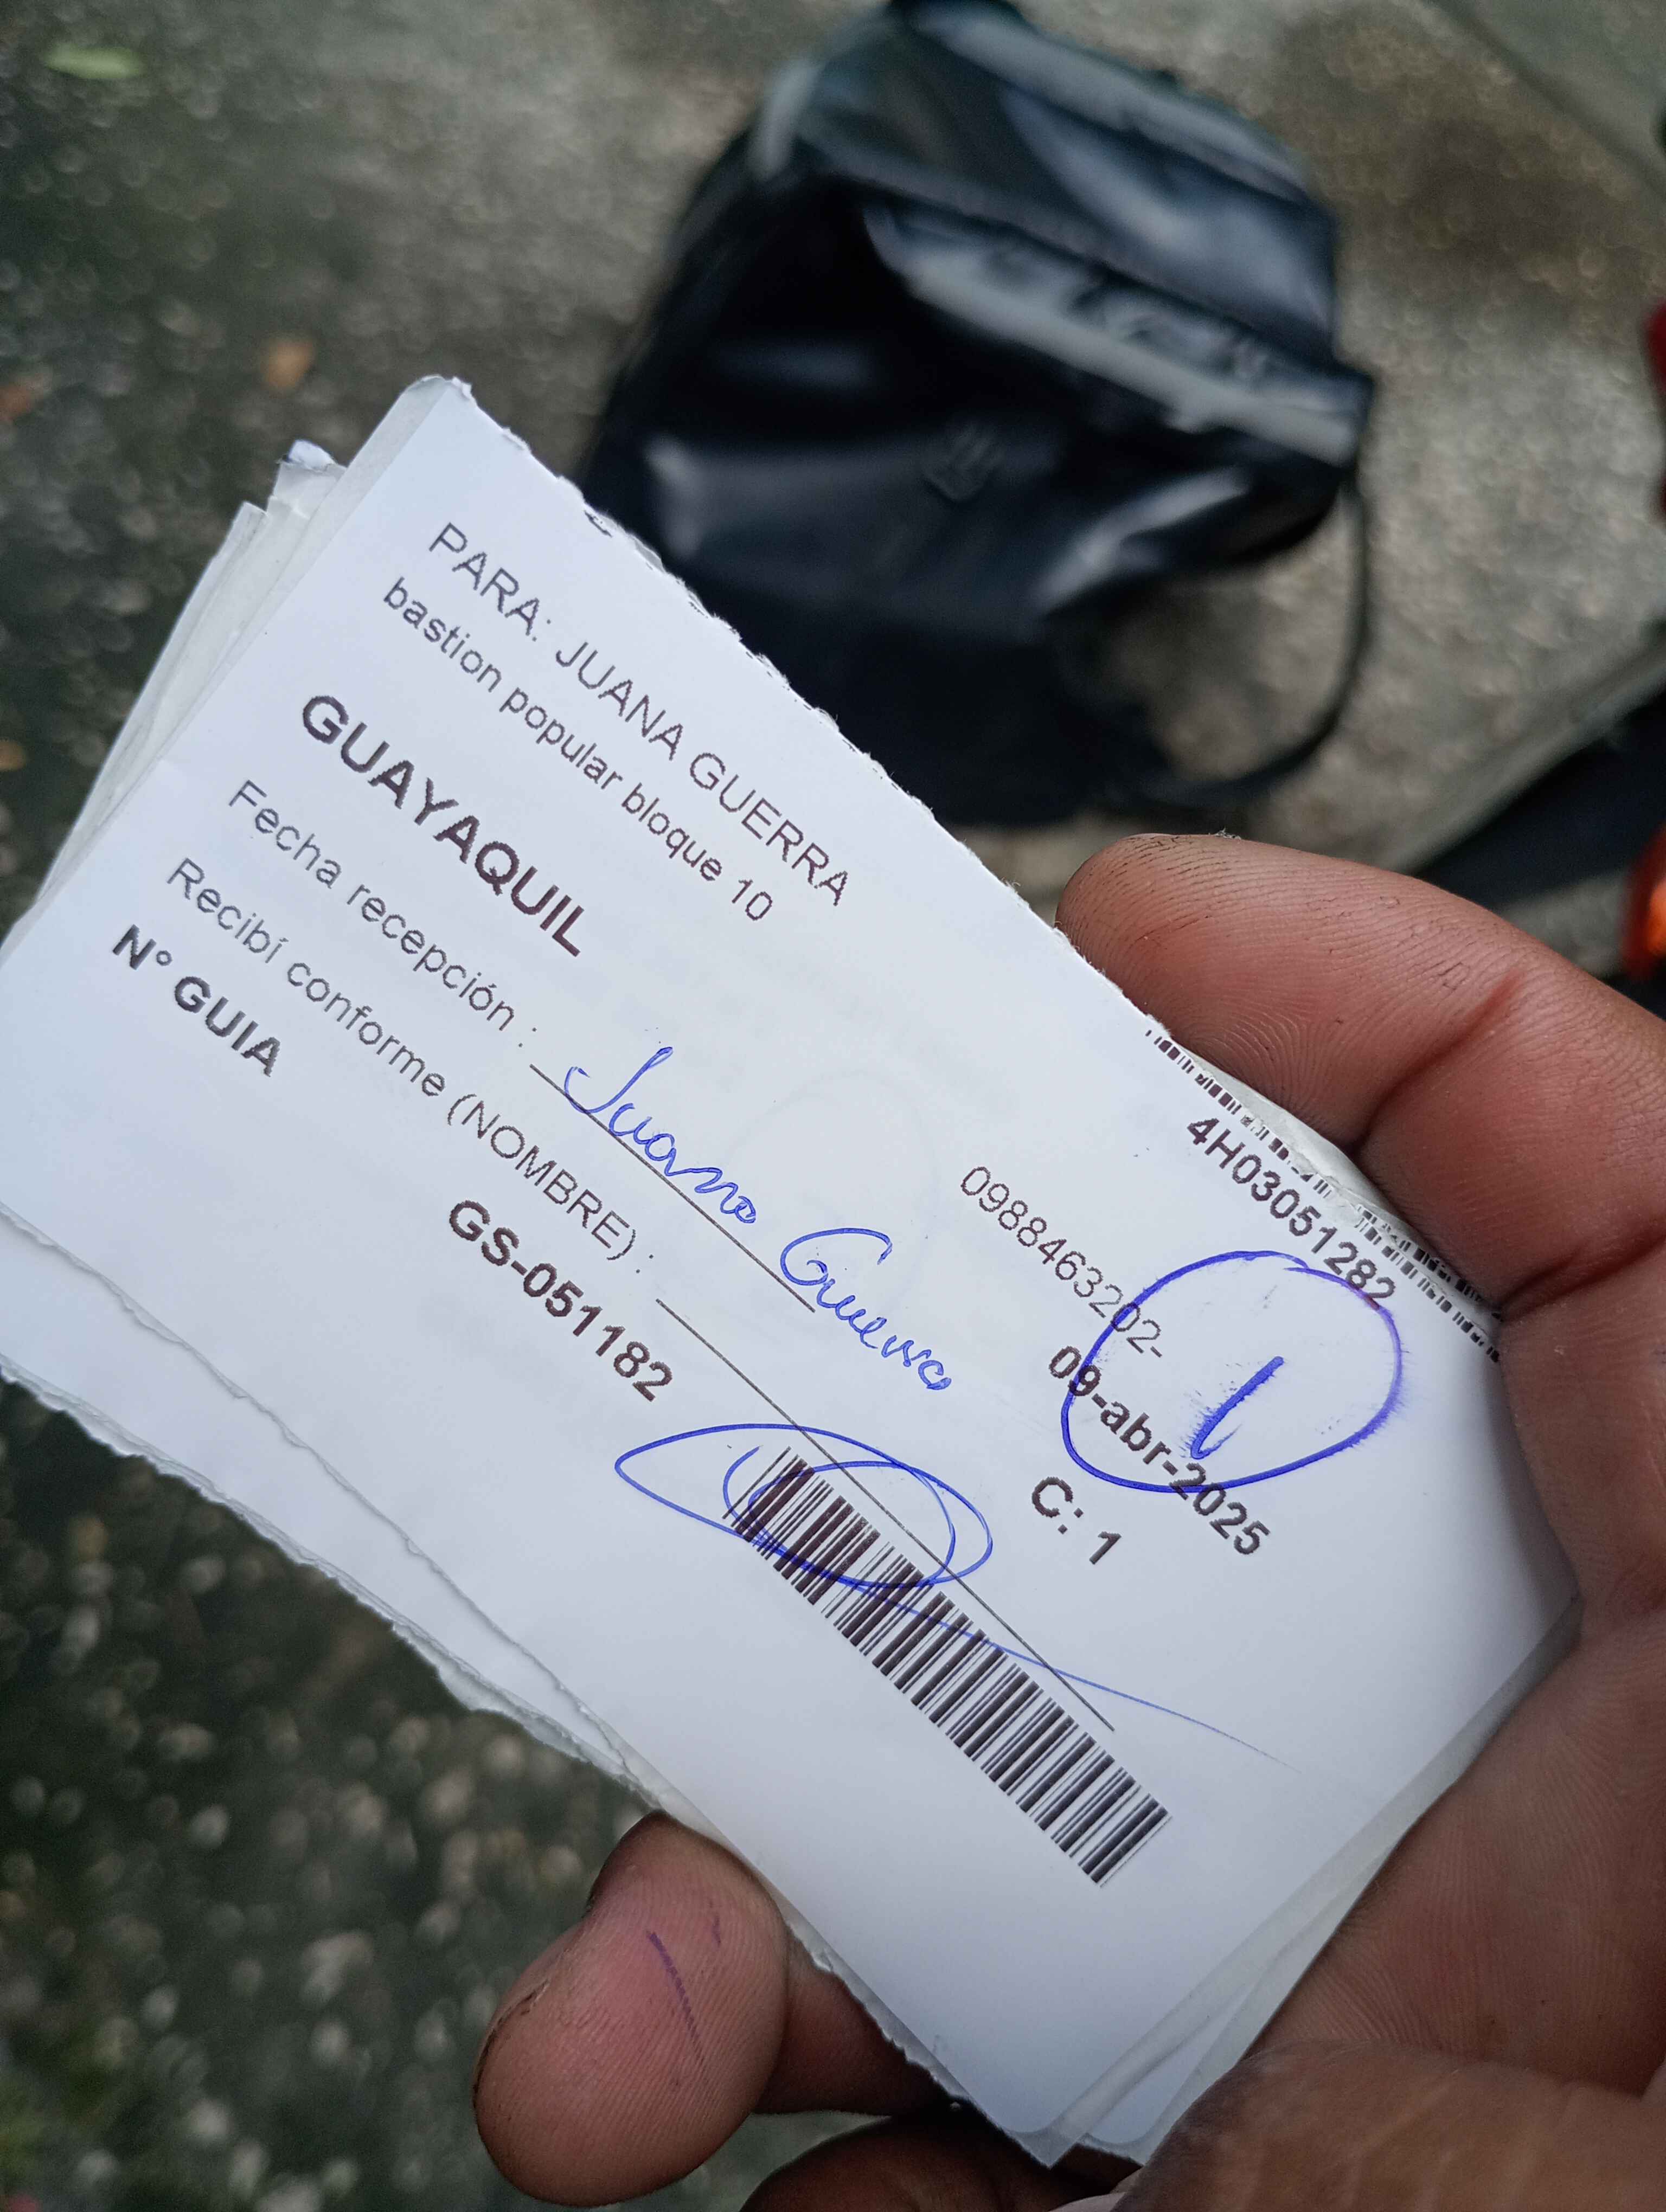 4H03051282
PARA: JUANA GUERRA
bastion popular bloque 10
0988463202-
GUAYAQUIL
09-abr-2025
Fecha recepción : Juana Guerra
1
Recibí conforme (NOMBRE) :
C: 1
N° GUIA GS-051182